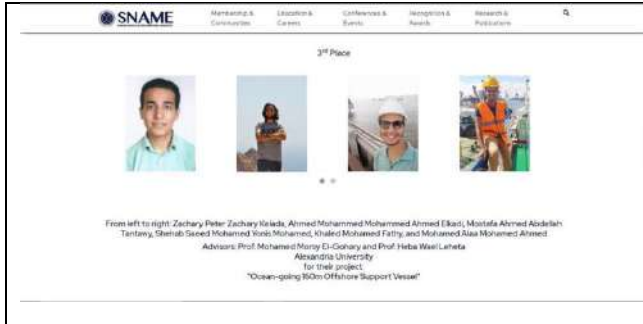 SNAME
Membership & Communities
Education & Careers
Conferences & Events
Recognition & Awards
Research & Publications
3rd Place
From left to right: Zachary Peter Zachary Kelada, Ahmed Mohammed Mohammed Ahmed Elkadi, Mostafa Ahmed Abdellah
Tantawy, Shehab Saeed Mohamed Yonis Mohamed, Khaled Mohamed Fathy, and Mohamed Alaa Mohamed Ahmed
Advisors: Prof. Mohamed Morsy El-Gohary and Prof. Heba Wael Leheta
Alexandria University
for their project:
"Ocean-going 160m Offshore Support Vessel"